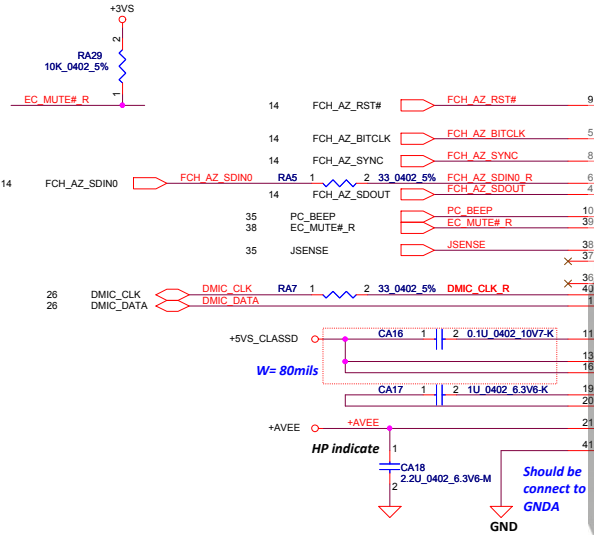 +3VS
2
RA29
10K_0402_5%
1
EC_MUTE#_R
14 FCH_AZ_RST# FCH_AZ_RST# 9
14 FCH_AZ_BITCLK FCH_AZ_BITCLK 5
14 FCH_AZ_SYNC FCH_AZ_SYNC 8
14 FCH_AZ_SDIN0 FCH_AZ_SDIN0 RA5 1 2 33_0402_5% FCH_AZ_SDIN0_R 6
14 FCH_AZ_SDOUT FCH_AZ_SDOUT 4
35 PC_BEEP PC_BEEP 10
38 EC_MUTE#_R EC_MUTE#_R 39
35 JSENSE JSENSE 38
37
36
26 DMIC_CLK DMIC_CLK RA7 1 2 33_0402_5% DMIC_CLK_R 40
26 DMIC_DATA DMIC_DATA 1
+5VS_CLASSD CA16 1 2 0.1U_0402_10V7-K 11
13
W= 80mils 16
CA17 1 2 1U_0402_6.3V6-K 19
20
+AVEE +AVEE 21
HP indicate 1 41
CA18
2.2U_0402_6.3V6-M
2
Should be
connect to
GNDA
GND